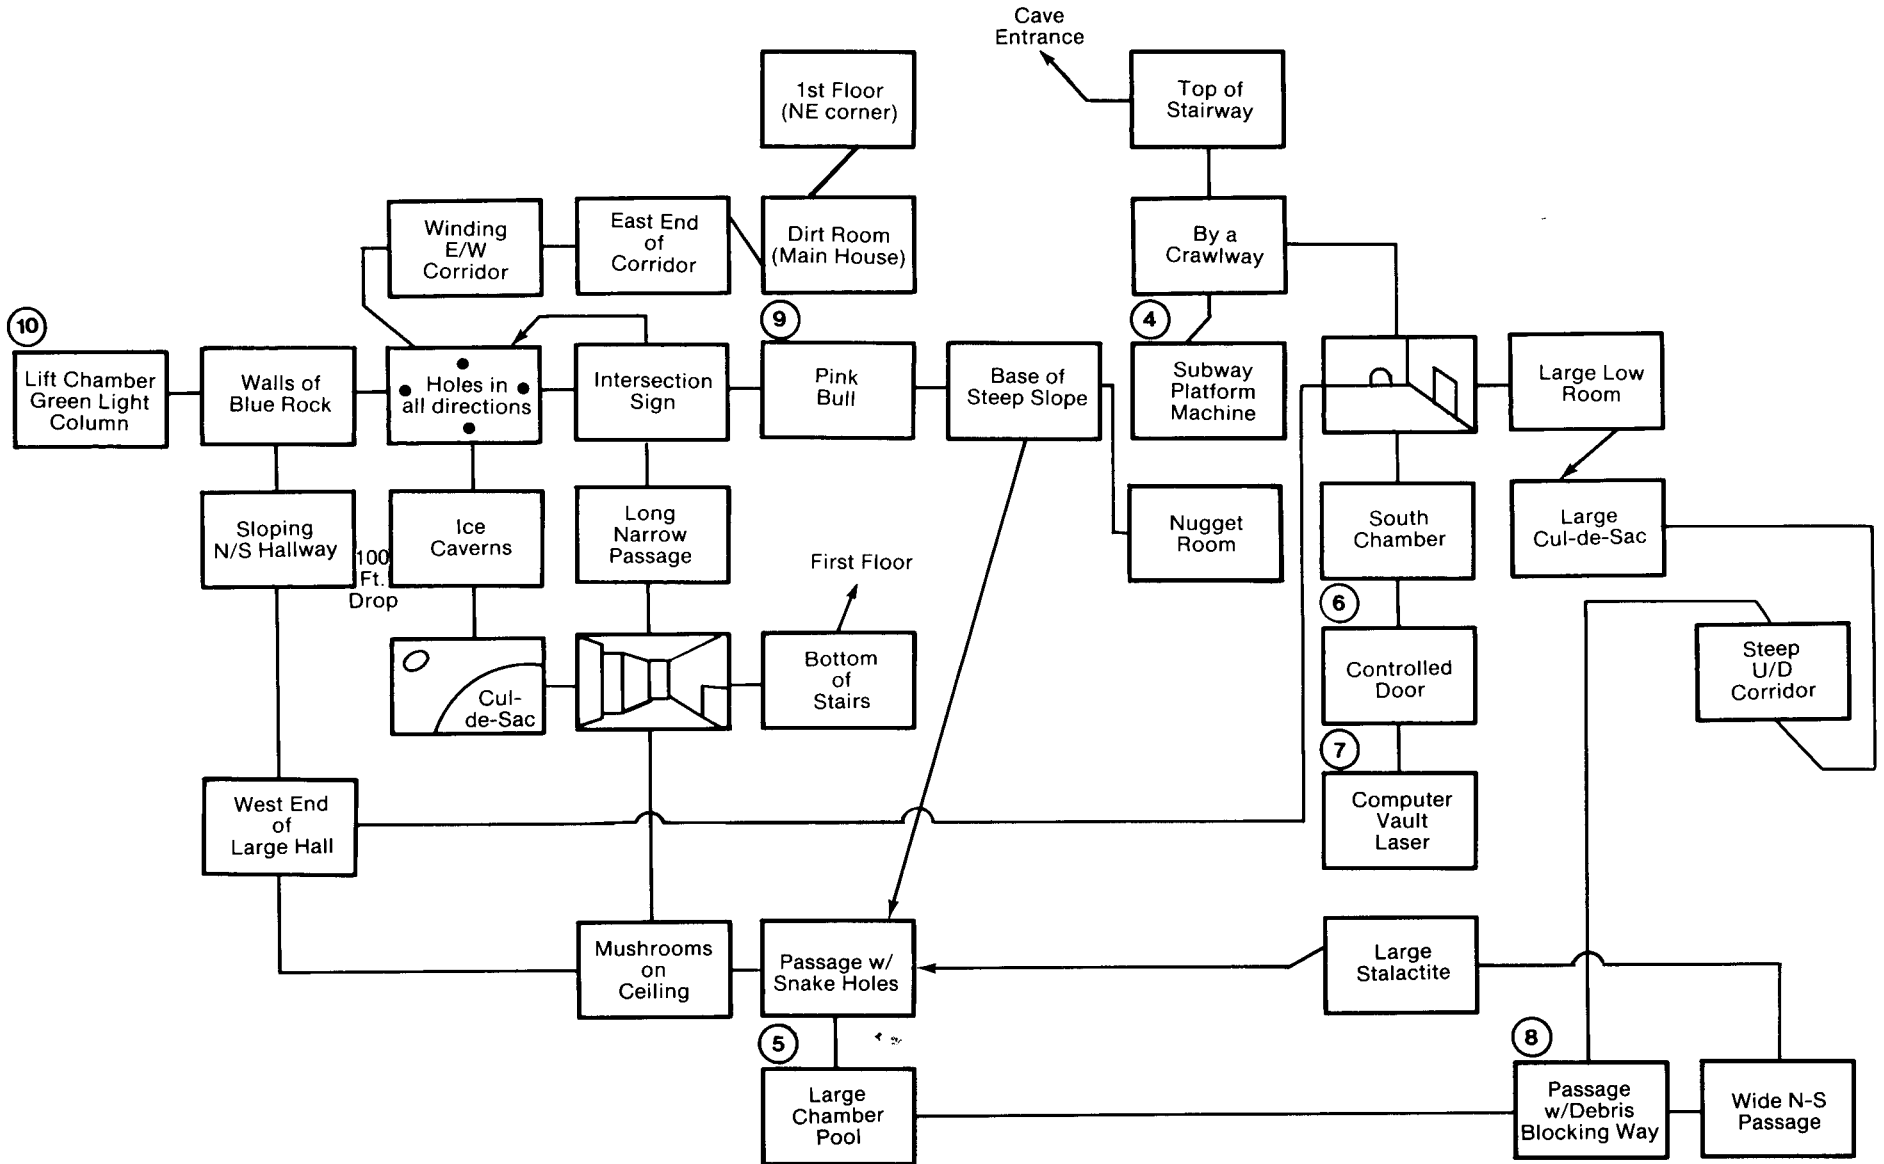 Cave
Entrance
1st Floor
(NE corner)
Top of
Stairway
Winding
E/W
Corridor
East End
of
Corridor
Dirt Room
(Main House)
By a
Crawlway
10
9
4
Lift Chamber
Green Light
Column
Walls of
Blue Rock
Holes in
all directions
Intersection
Sign
Pink
Bull
Base of
Steep Slope
Subway
Platform
Machine
Large Low
Room
Sloping
N/S Hallway
100
Ft.
Drop
Ice
Caverns
Long
Narrow
Passage
First Floor
Nugget
Room
South
Chamber
Large
Cul-de-Sac
6
Cul-
de-Sac
Bottom
of
Stairs
Controlled
Door
Steep
U/D
Corridor
7
West End
of
Large Hall
Computer
Vault
Laser
Mushrooms
on
Ceiling
Passage w/
Snake Holes
Large
Stalactite
5
8
Large
Chamber
Pool
Passage
w/Debris
Blocking Way
Wide N-S
Passage